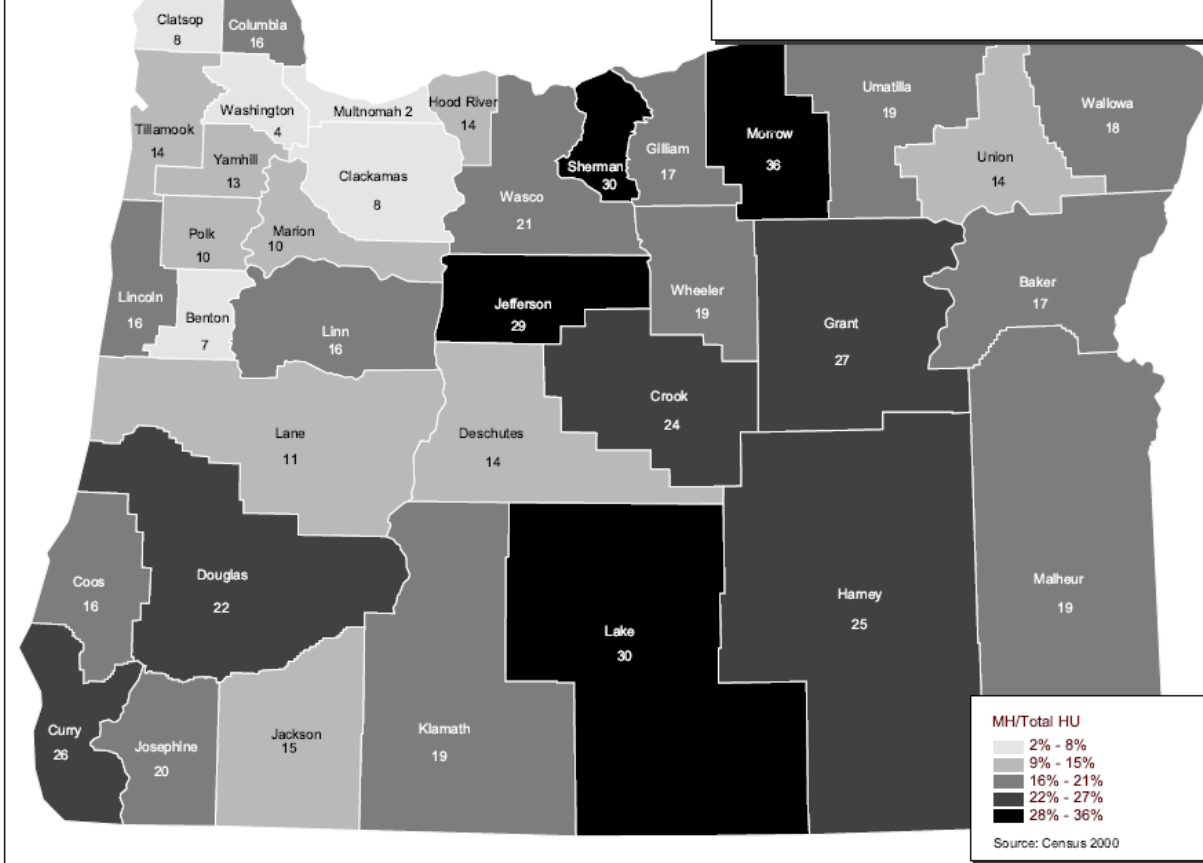 Clatsop
8
Columbia
16
Washington
4
Multnomah 2
Hood River
14
Tillamook
14
Yamhill
13
Clackamas
8
Wasco
21
Sherman
30
Gilliam
17
Morrow
36
Umatilla
19
Union
14
Wallowa
18
Polk
10
Marion
10
Lincoln
16
Benton
7
Linn
16
Jefferson
29
Wheeler
19
Grant
27
Baker
17
Crook
24
Lane
11
Deschutes
14
Coos
16
Douglas
22
Lake
30
Harney
25
Malheur
19
Curry
26
Josephine
20
Jackson
15
Klamath
19
MH/Total HU
2% - 8%
9% - 15%
16% - 21%
22% - 27%
28% - 36%
Source: Census 2000